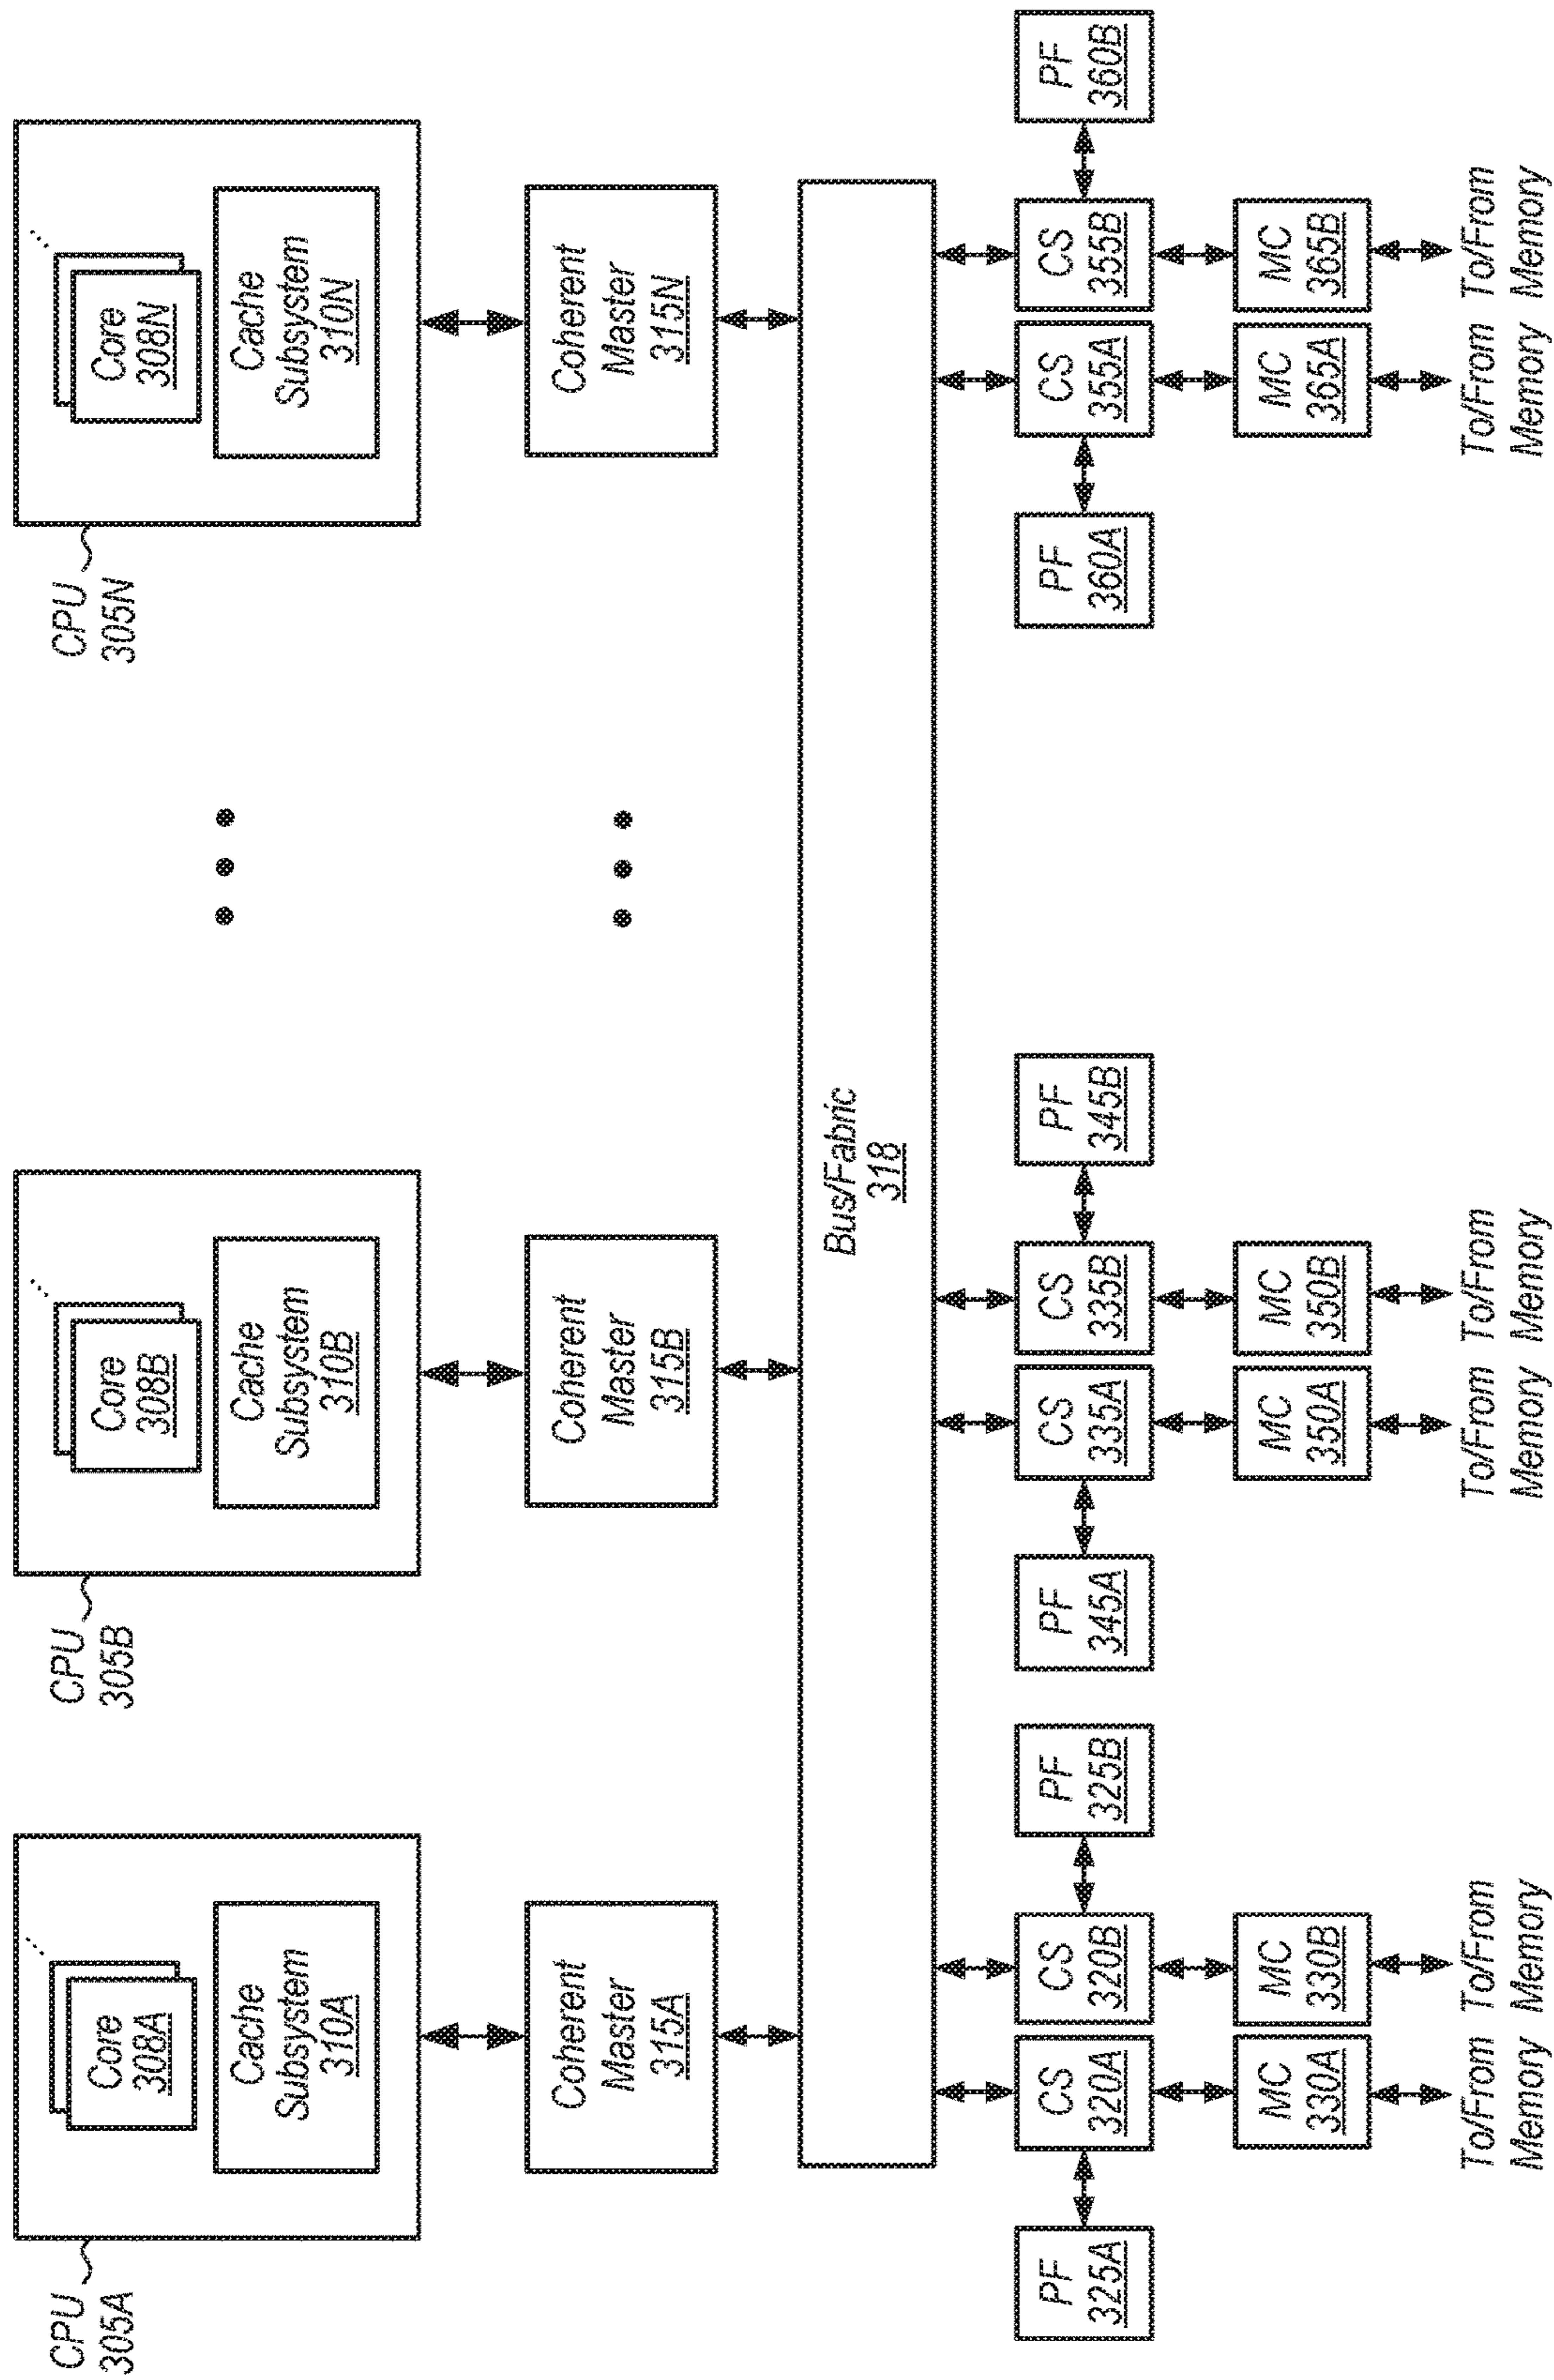 CPU
305A
Core
308A
Cache
Subsystem
310A
CPU
305B
Core
308B
Cache
Subsystem
310B
CPU
305N
Core
308N
Cache
Subsystem
310N
Coherent
Master
315A
Coherent
Master
315B
Coherent
Master
315N
Bus/Fabric
318
PF
325A
CS
320A
CS
320B
PF
325B
PF
345A
CS
335A
CS
335B
PF
345B
PF
360A
CS
355A
CS
355B
PF
360B
MC
330A
MC
330B
MC
350A
MC
350B
MC
365A
MC
365B
To/From
Memory
To/From
Memory
To/From
Memory
To/From
Memory
To/From
Memory
To/From
Memory